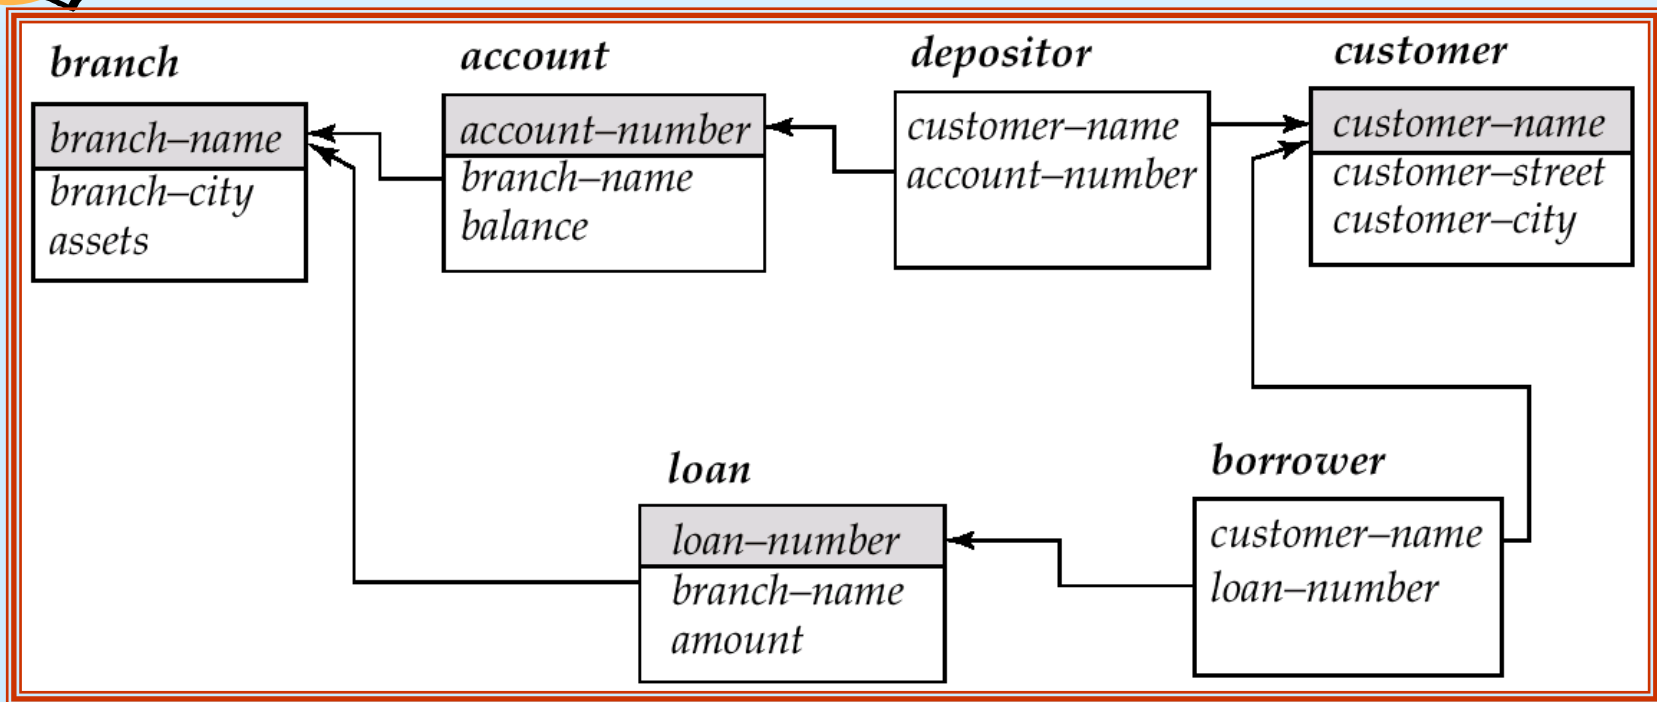 branch
branch–name
branch–city
assets
account
account–number
branch–name
balance
depositor
customer–name
account–number
customer
customer–name
customer–street
customer–city
loan
loan–number
branch–name
amount
borrower
customer–name
loan–number